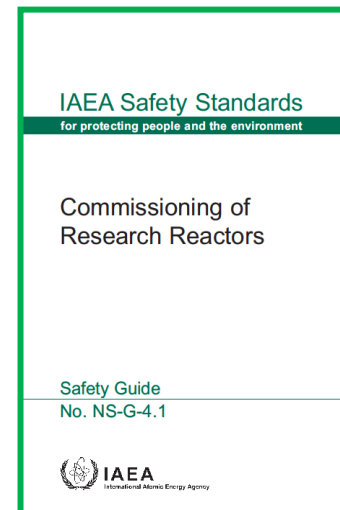 IAEA Safety Standards
for protecting people and the environment
Commissioning of
Research Reactors
Safety Guide
No. NS-G-4.1
IAEA
International Atomic Energy Agency